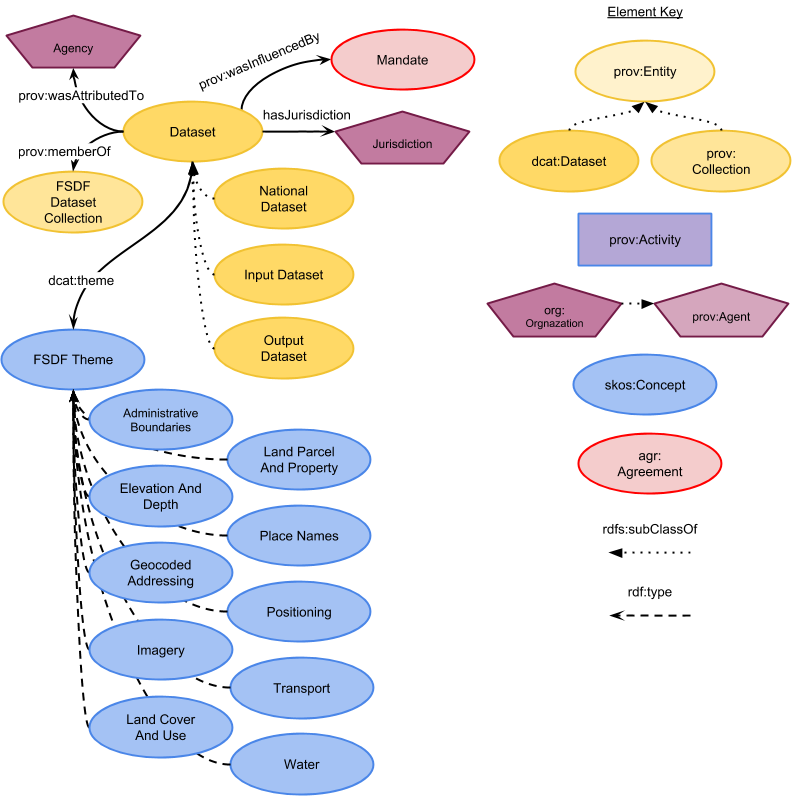 Element Key
Agency
prov:wasInfluencedBy
Mandate
prov:Entity
prov:wasAttributedTo
hasJurisdiction
Dataset
Jurisdiction
prov:memberOf
FSDF
Dataset
Collection
National
Dataset
dcat:Dataset
prov:
Collection
Input Dataset
prov:Activity
dcat:theme
Output
Dataset
org:
Orgnazation
prov:Agent
FSDF Theme
skos:Concept
Administrative
Boundaries
Land Parcel
And Property
agr:
Agreement
Elevation And
Depth
Place Names
rdfs:subClassOf
Geocoded
Addressing
Positioning
rdf:type
Imagery
Transport
Land Cover
And Use
Water